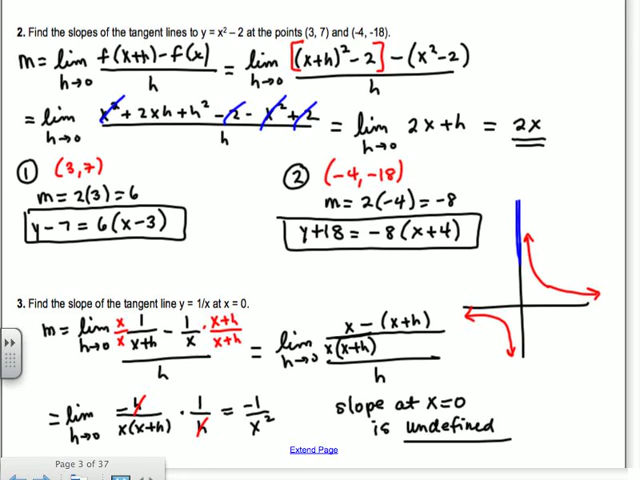 2. Find the slopes of the tangent lines to y = x² – 2 at the points (3, 7) and (-4, -18).
m = lim h→0 (f(x+h) – f(x))/h = lim h→0 ([(x+h)² – 2] – (x² – 2))/h
= lim h→0 (x² + 2xh + h² – 2 – x² + 2)/h = lim h→0 2x + h = 2x
① (3,7)
m = 2(3) = 6
y – 7 = 6(x – 3)
② (-4, -18)
m = 2(-4) = -8
y + 18 = -8(x + 4)
3. Find the slope of the tangent line y = 1/x at x = 0.
m = lim h→0 (x/x · 1/(x+h) – 1/x · (x+h)/(x+h))/h = lim h→0 ((x – (x+h))/(x(x+h)))/h
= lim h→0 -h/(x(x+h)) · 1/h = -1/x²
slope at x=0
is undefined
Extend Page
Page 3 of 37